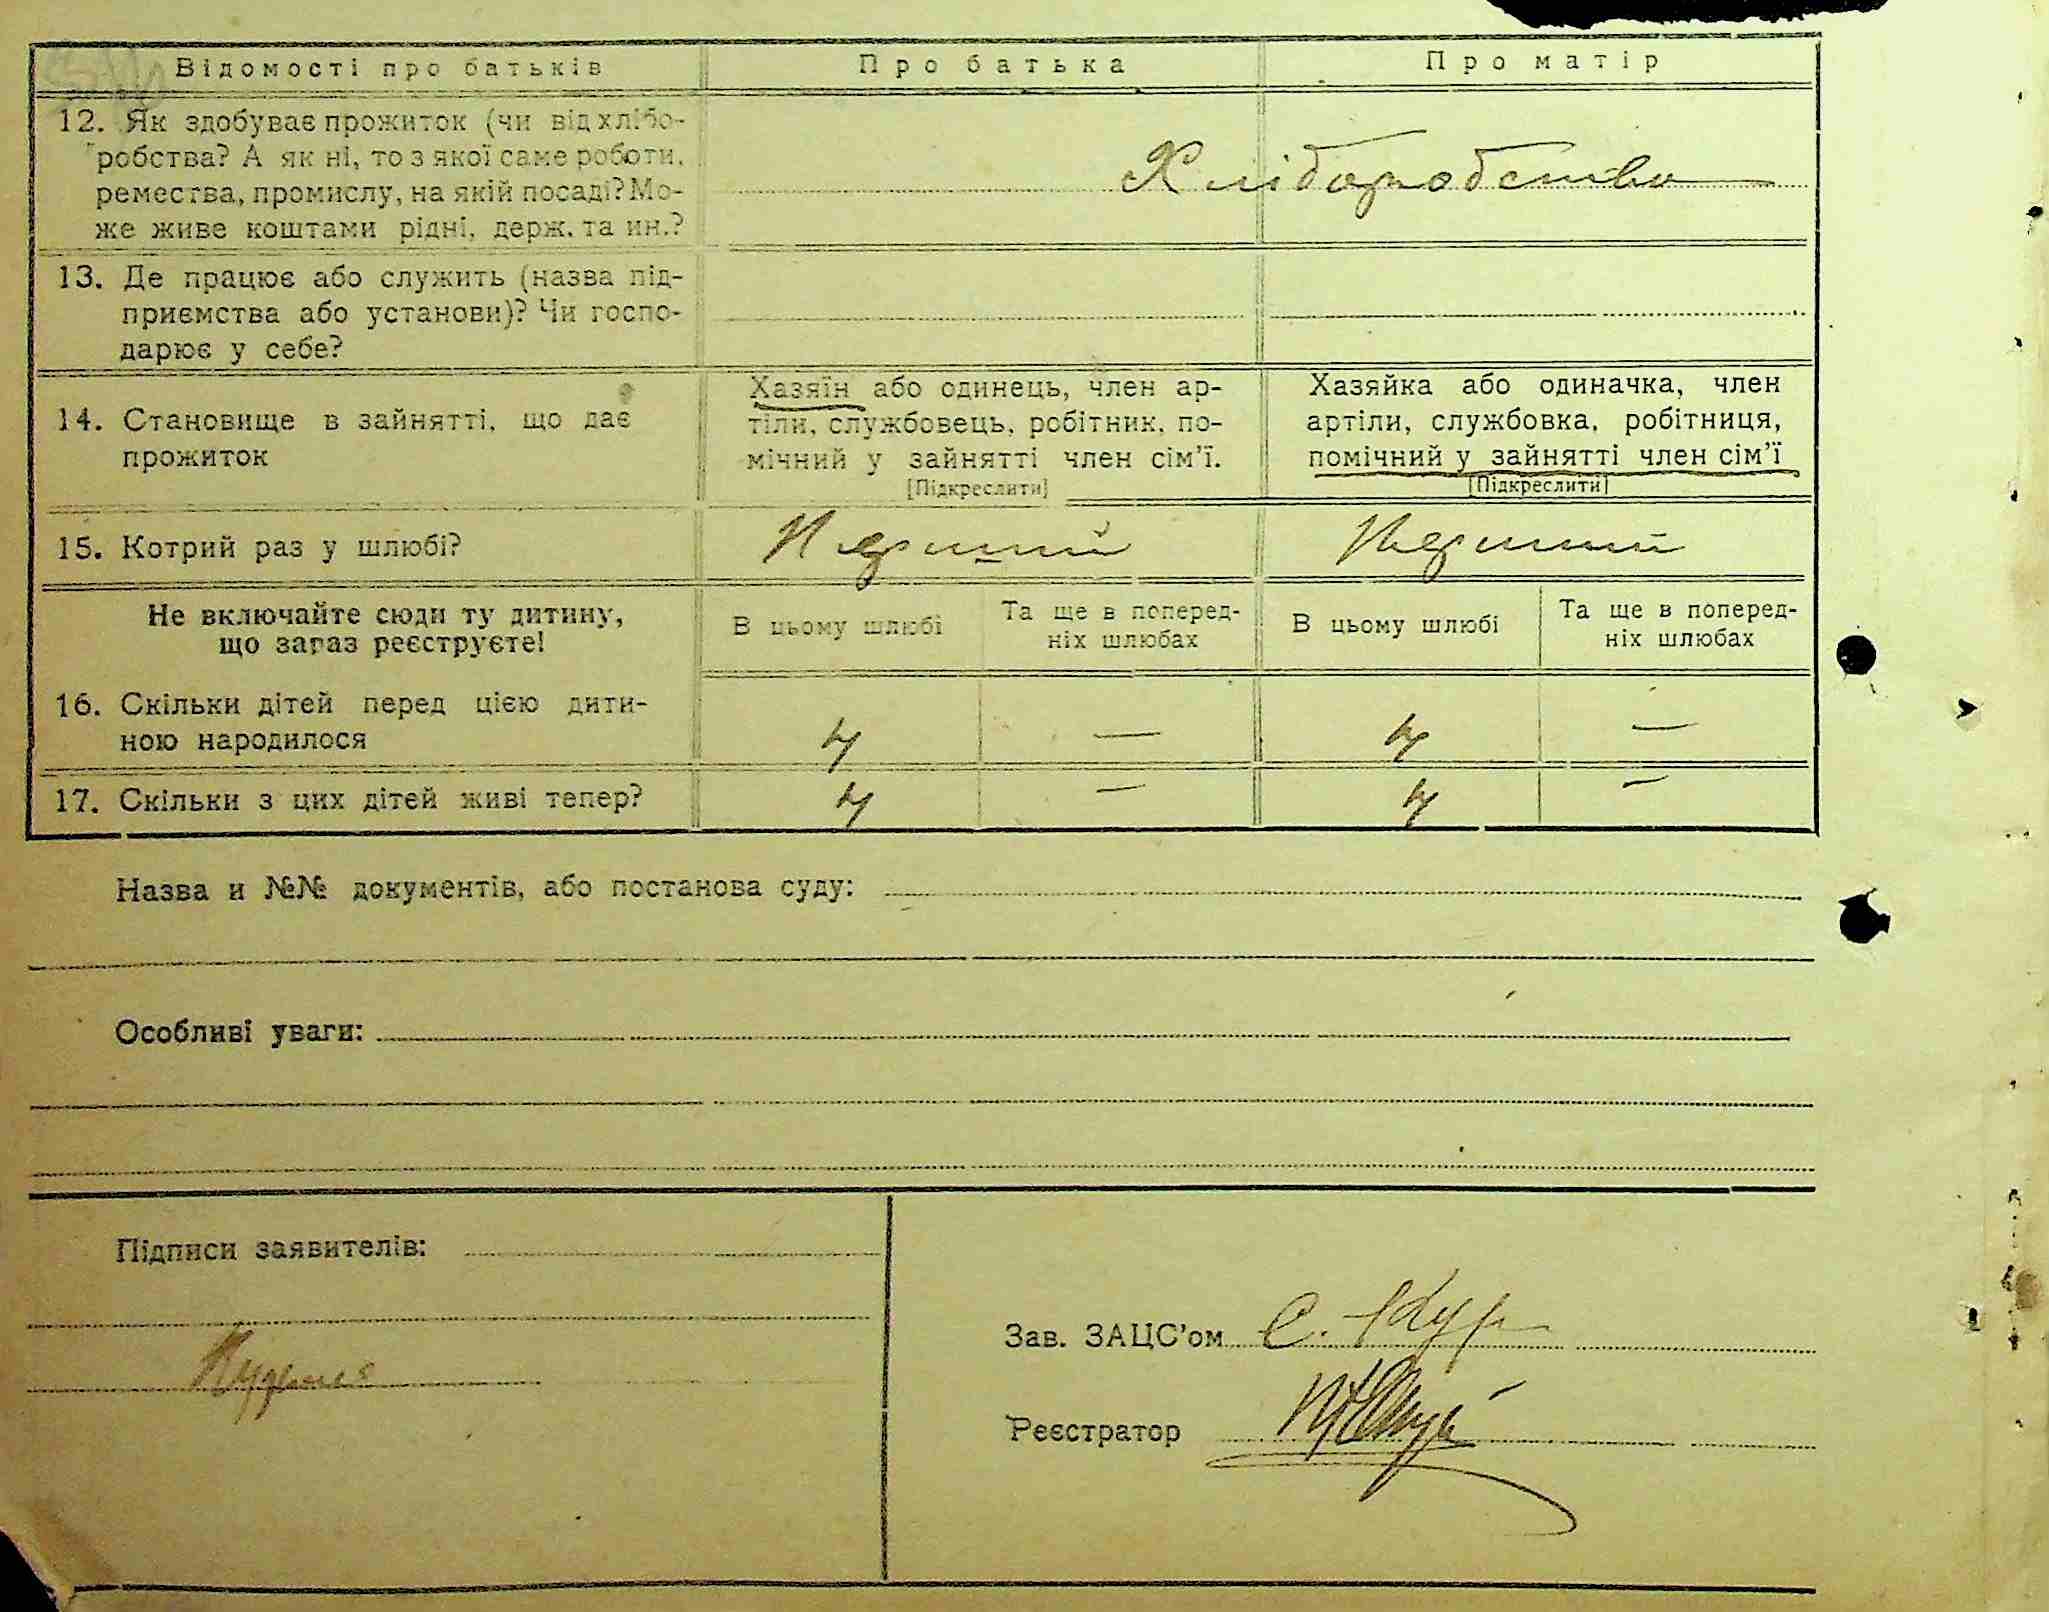 Відомості про батьків
Про батька
Про матір
12. Як здобуває прожиток (чи від хлібо-
робства? А як ні, то з якої саме роботи,
ремества, промислу, на якій посаді? Мо-
же живе коштами рідні, держ. та ин.?
Хліборобство
13. Де працює або служить (назва під-
приємства або установи)? Чи госпо-
дарює у себе?
14. Становище в зайнятті, що дає
прожиток
Хазяїн або одинець, член ар-
тіли, службовець, робітник, по-
мічний у зайнятті член сім'ї.
[Підкреслити]
Хазяйка або одиначка, член
артіли, службовка, робітниця,
помічний у зайнятті член сім'ї
[Підкреслити]
15. Котрий раз у шлюбі?
Перший
Перший
Не включайте сюди ту дитину,
що зараз реєструєте!
В цьому шлюбі
Та ще в поперед-
ніх шлюбах
В цьому шлюбі
Та ще в поперед-
ніх шлюбах
16. Скільки дітей перед цією дити-
ною народилося
4 — 4 —
17. Скільки з цих дітей живі тепер?
4 — 4 —
Назва и №№ документів, або постанова суду:
Особливі уваги:
Підписи заявителів:
Зав. ЗАЦС'ом С.
Реєстратор